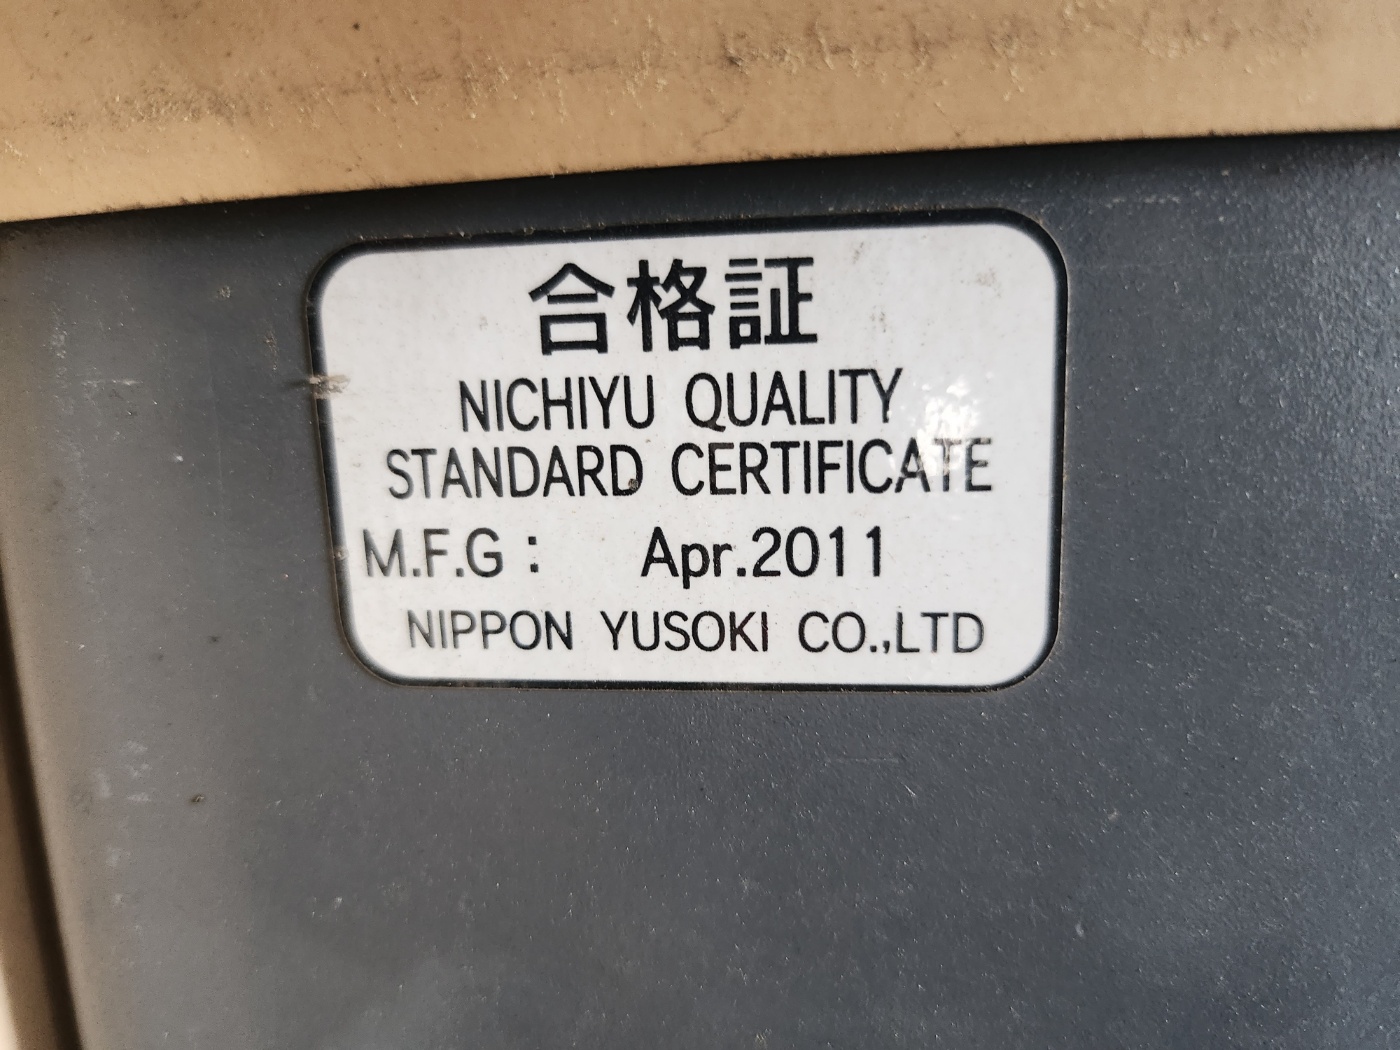 合格証
NICHIYU QUALITY
STANDARD CERTIFICATE
M.F.G : Apr.2011
NIPPON YUSOKI CO.,LTD